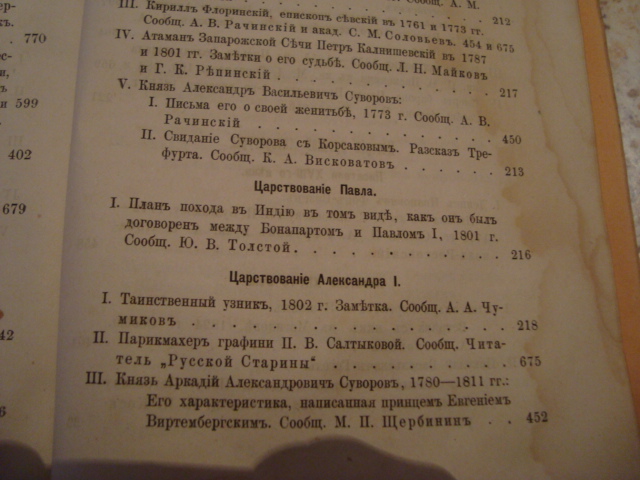 ер-
к.
770
ос-
и,
и 599
402
679
42
6
III. Кириллъ Флоринскій, епископъ сѣвскій въ 1761 и 1773 гг.
Сообщ. А. В. Рачинскій и акад. С. М. Соловьевъ. 454 и 675
212
IV. Атаманъ Запарожской Сѣчи Петръ Калнишевскій въ 1787
и 1801 гг. Замѣтки о его судьбѣ. Сообщ. Л. Н. Майковъ
и Г. К. Рѣпинскій . . . . . . . . . . . 217
V. Князь Александръ Васильевичъ Суворовъ:
I. Письма его о своей женитьбѣ, 1773 г. Сообщ. А. В.
Рачинскій . . . . . . . . . . . 450
II. Свиданіе Суворова съ Корсаковымъ. Разсказъ Тре-
фурта. Сообщ. К. А. Висковатовъ . . . . . 213
Царствованіе Павла.
I. Планъ похода въ Индію въ томъ видѣ, какъ онъ былъ
договоренъ между Бонапартомъ и Павломъ I, 1801 г.
Сообщ. Ю. В. Толстой . . . . . . . . . . 216
Царствованіе Александра I.
I. Таинственный узникъ, 1802 г. Замѣтка. Сообщ. А. А. Чу-
миковъ . . . . . . . . . . . . . 218
II. Парикмахеръ графини П. В. Салтыковой. Сообщ. Чита-
тель „Русской Старины“ . . . . . . . . 675
III. Князь Аркадій Александровичъ Суворовъ, 1780—1811 гг.:
Его характеристика, написанная принцемъ Евгеніемъ
Виртембергскимъ. Сообщ. М. П. Щербининъ . . 452